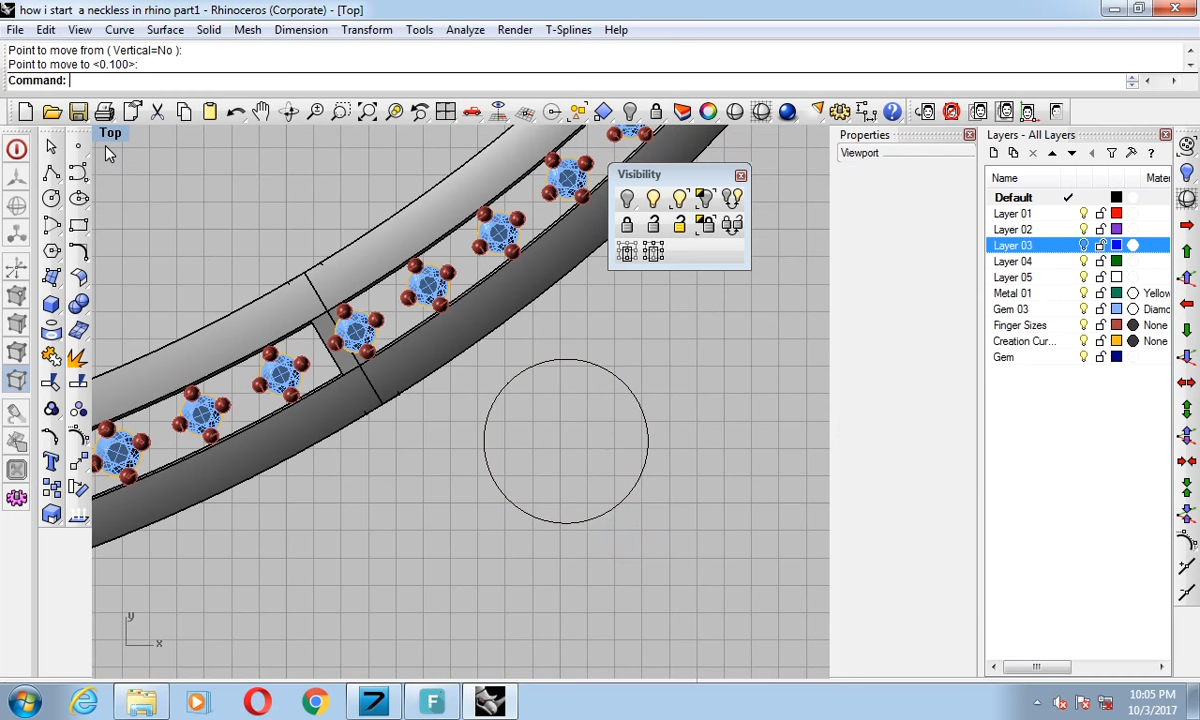 how i start a neckless in rhino part1 - Rhinoceros (Corporate) - [Top]
File Edit View Curve Surface Solid Mesh Dimension Transform Tools Analyze Render T-Splines Help
Point to move from ( Vertical=No ):
Point to move to <0.100>:
Command:
Top
Properties
Viewport
Visibility
Layers - All Layers
Name Mate
Default
Layer 01
Layer 02
Layer 03
Layer 04
Layer 05
Metal 01 Yellow
Gem 03 Diamo
Finger Sizes None
Creation Cur... None
Gem
y
x
10:05 PM
10/3/2017